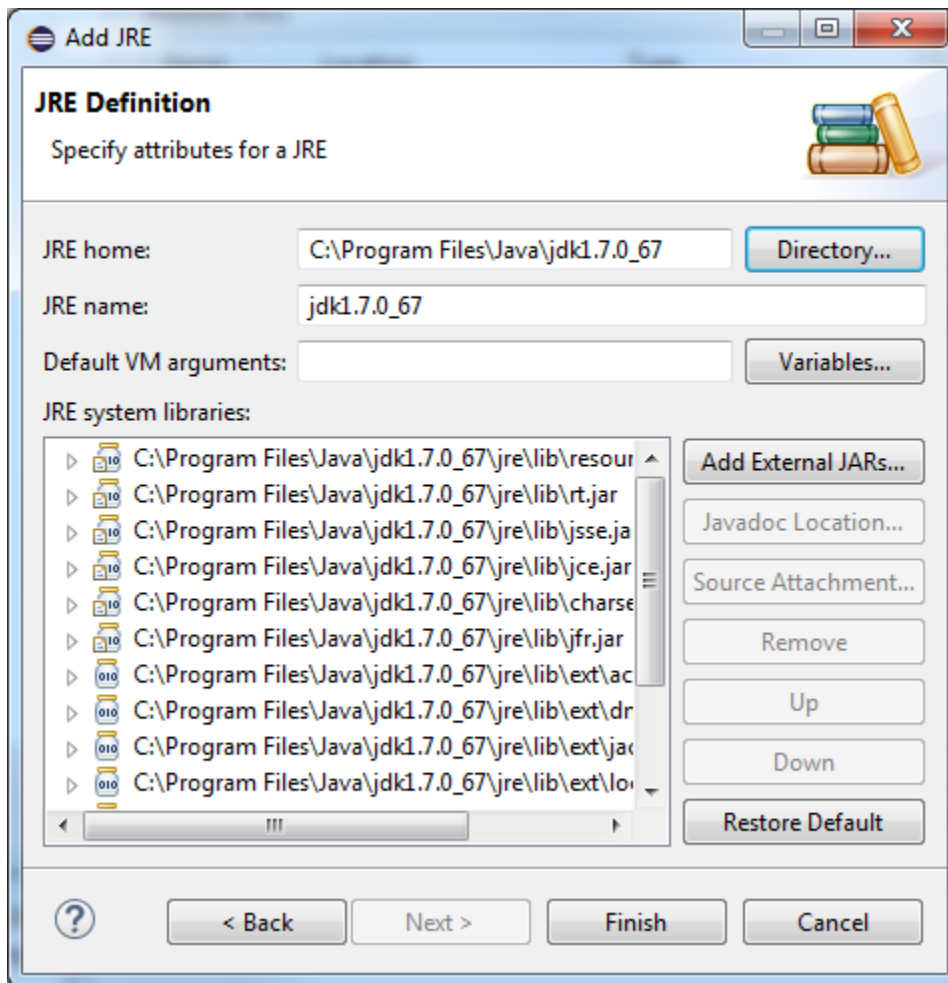 Add JRE
JRE Definition
Specify attributes for a JRE
JRE home: C:\Program Files\Java\jdk1.7.0_67 Directory...
JRE name: jdk1.7.0_67
Default VM arguments: Variables...
JRE system libraries:
C:\Program Files\Java\jdk1.7.0_67\jre\lib\resour
C:\Program Files\Java\jdk1.7.0_67\jre\lib\rt.jar
C:\Program Files\Java\jdk1.7.0_67\jre\lib\jsse.ja
C:\Program Files\Java\jdk1.7.0_67\jre\lib\jce.jar
C:\Program Files\Java\jdk1.7.0_67\jre\lib\charse
C:\Program Files\Java\jdk1.7.0_67\jre\lib\jfr.jar
C:\Program Files\Java\jdk1.7.0_67\jre\lib\ext\ac
C:\Program Files\Java\jdk1.7.0_67\jre\lib\ext\dn
C:\Program Files\Java\jdk1.7.0_67\jre\lib\ext\jac
C:\Program Files\Java\jdk1.7.0_67\jre\lib\ext\lo
Add External JARs...
Javadoc Location...
Source Attachment...
Remove
Up
Down
Restore Default
< Back Next > Finish Cancel